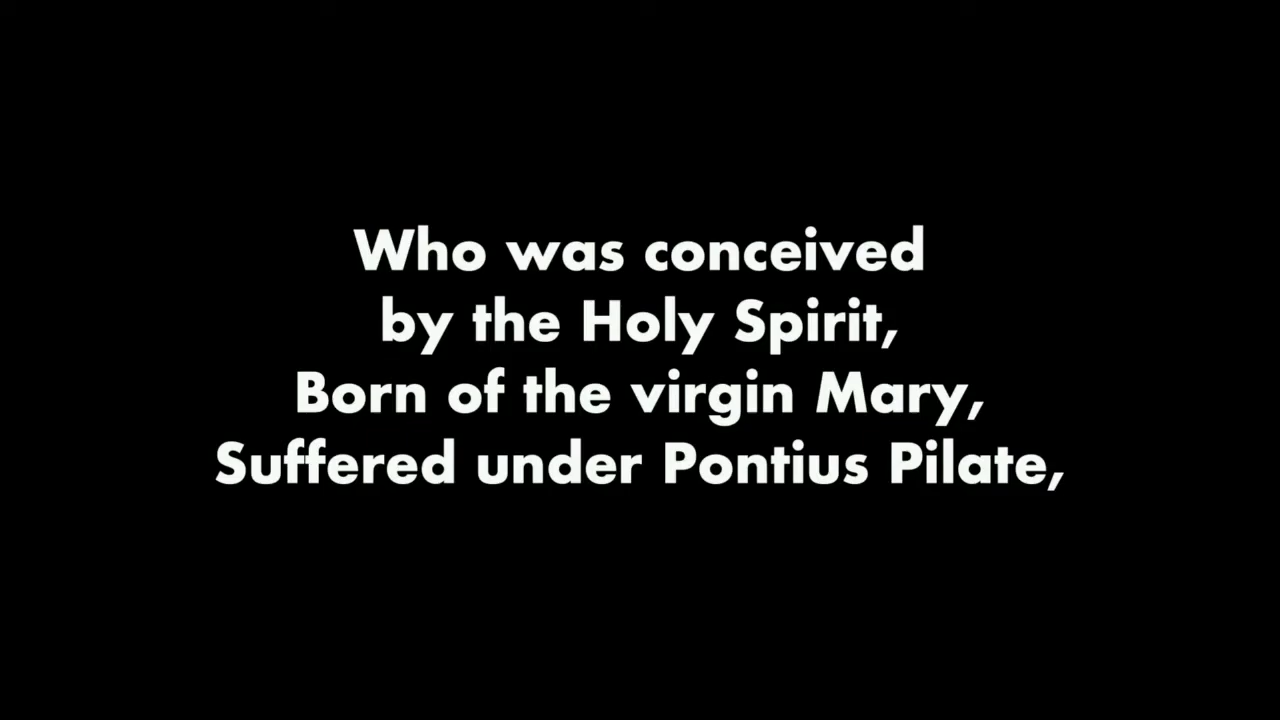 Who was conceived
by the Holy Spirit,
Born of the virgin Mary,
Suffered under Pontius Pilate,